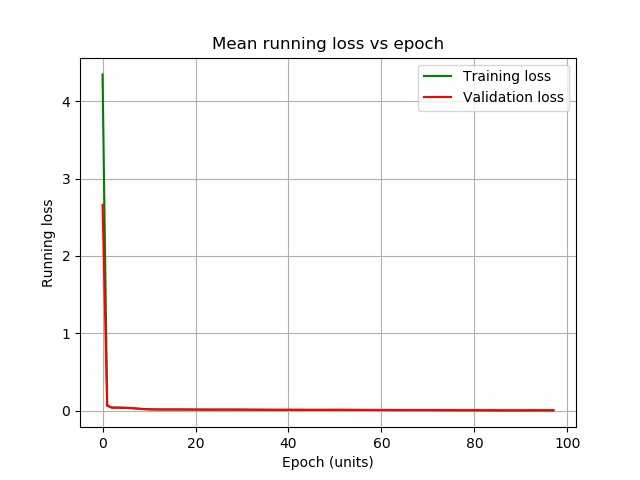 Mean running loss vs epoch
Training loss
Validation loss
4
3
2
1
0
Running loss
0 20 40 60 80 100
Epoch (units)